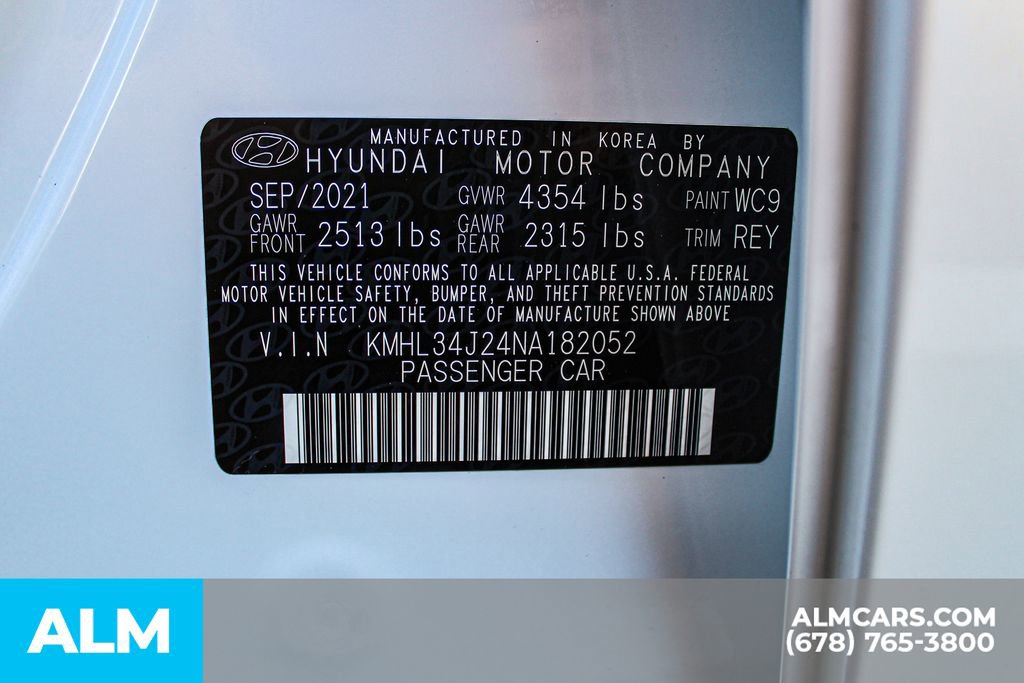 MANUFACTURED IN KOREA BY
HYUNDAI MOTOR COMPANY
SEP/2021 GVWR 4354 lbs PAINT WC9
GAWR FRONT 2513 lbs GAWR REAR 2315 lbs TRIM REY
THIS VEHICLE CONFORMS TO ALL APPLICABLE U.S.A. FEDERAL
MOTOR VEHICLE SAFETY, BUMPER, AND THEFT PREVENTION STANDARDS
IN EFFECT ON THE DATE OF MANUFACTURE SHOWN ABOVE
V.I.N KMHL34J24NA182052
PASSENGER CAR
ALM
ALMCARS.COM
(678) 765-3800